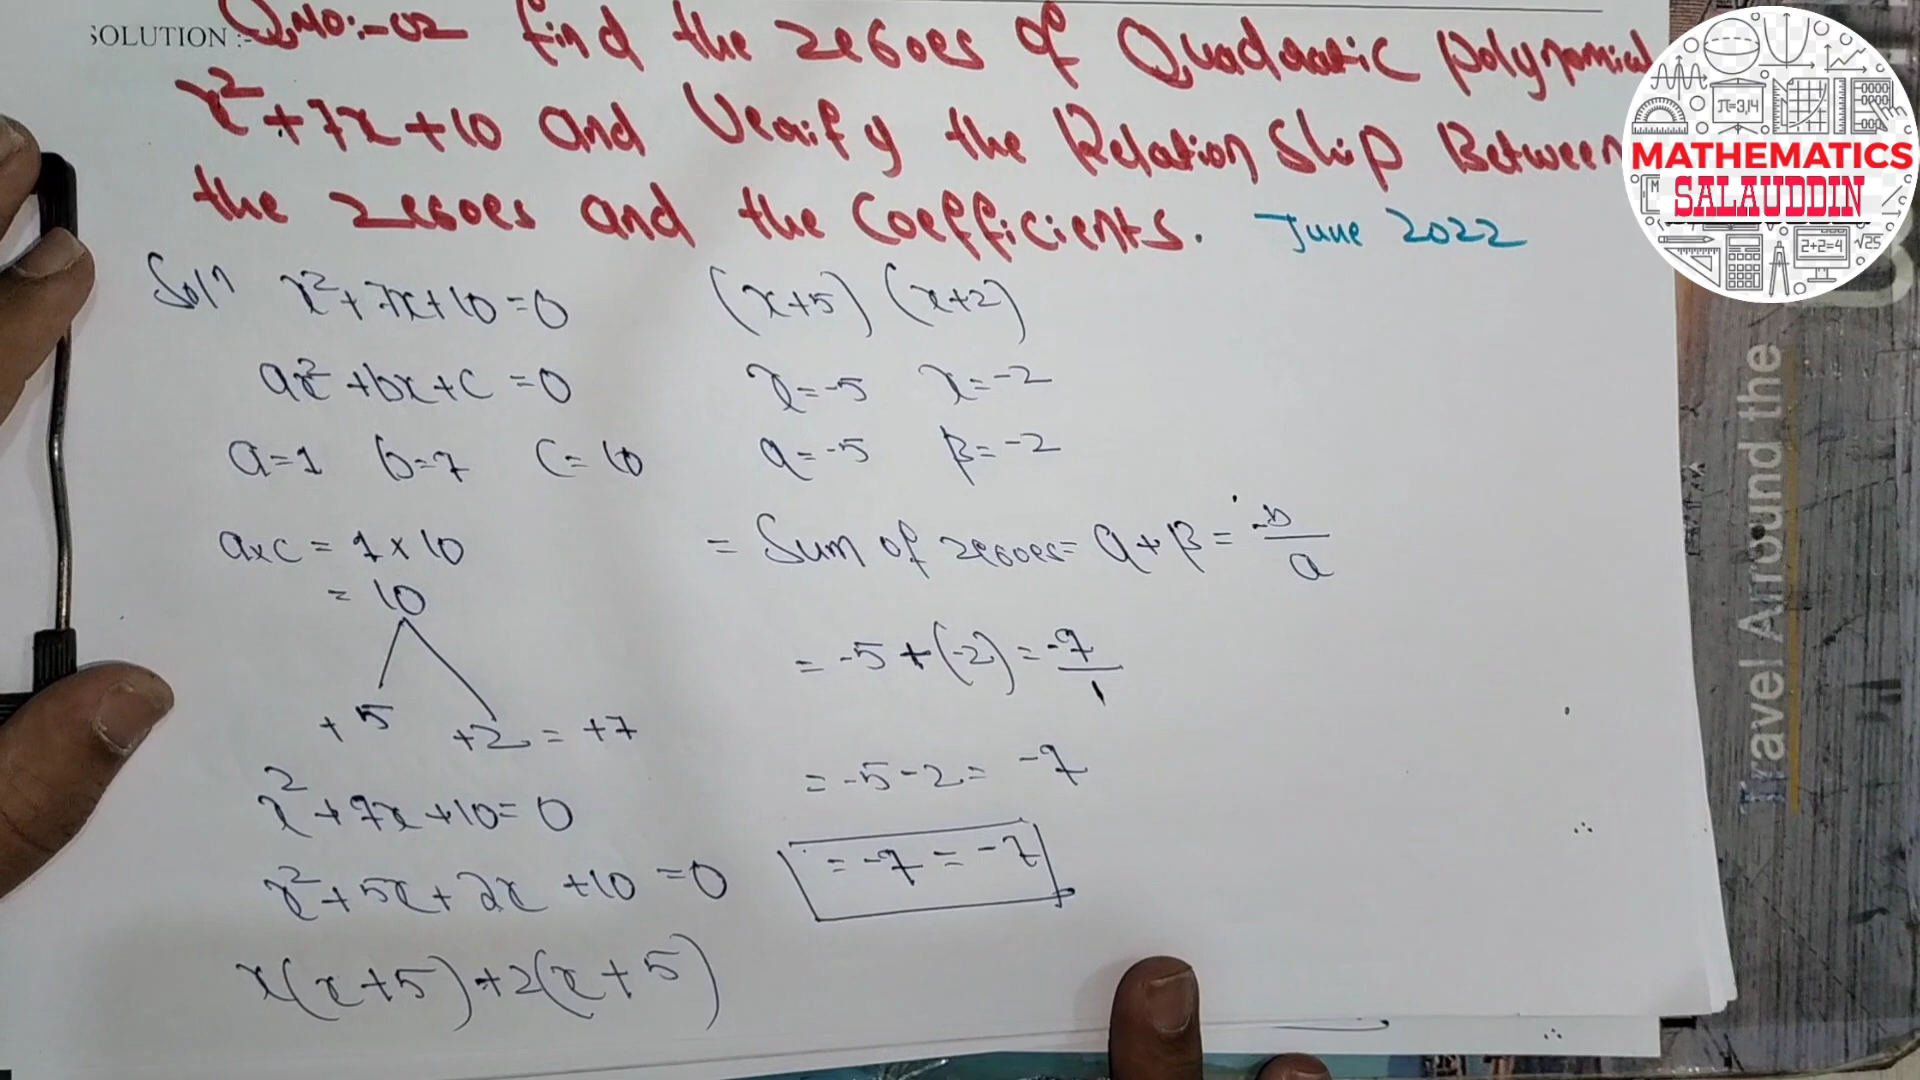 SOLUTION :-
Q.No:-02 find the zeroes of Quadratic polynomial
x²+7x+10 and Verify the Relation Ship Between
the zeroes and the Coefficients. June 2022
Sol?
x²+7x+10=0
ax²+bx+c=0
a=1 b=7 c=10
a×c = 1×10
= 10
+5 +2 = +7
x²+7x+10=0
x²+5x+2x+10=0
x(x+5)+2(x+5)
(x+5) (x+2)
x=-5 x=-2
α=-5 β=-2
= Sum of zeroes= α+β = -b/a
= -5+(-2) = -7/1
= -5-2= -7
= -7 = -7
MATHEMATICS
SALAUDDIN
π=3,14
2+2=4
√25
Travel Arround the